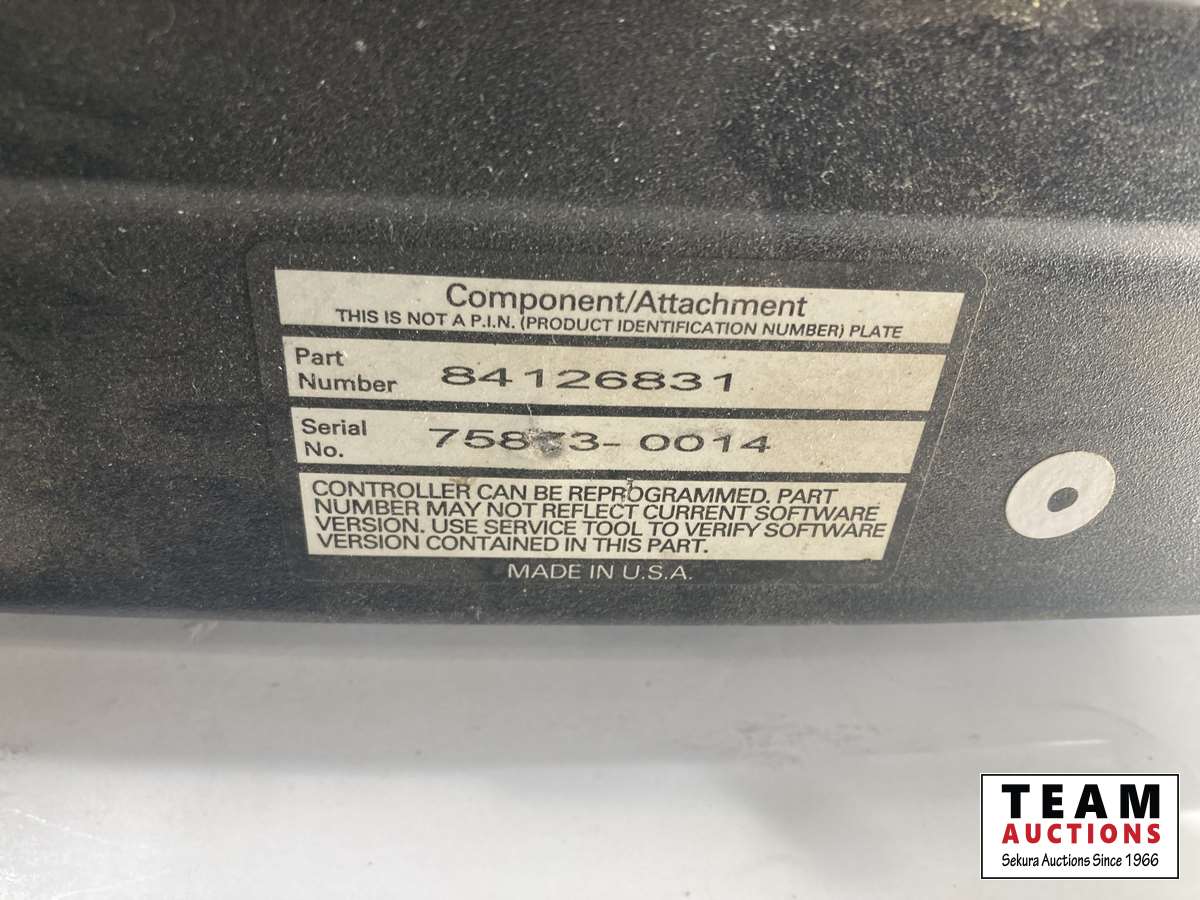 Component/Attachment
THIS IS NOT A P.I.N. (PRODUCT IDENTIFICATION NUMBER) PLATE
Part
Number 84126831
Serial
No. 0014
CONTROLLER CAN BE REPROGRAMMED. PART
NUMBER MAY NOT REFLECT CURRENT SOFTWARE
VERSION. USE SERVICE TOOL TO VERIFY SOFTWARE
VERSION CONTAINED IN THIS PART.
MADE IN U.S.A.
TEAM
AUCTIONS
Sekura Auctions Since 1966